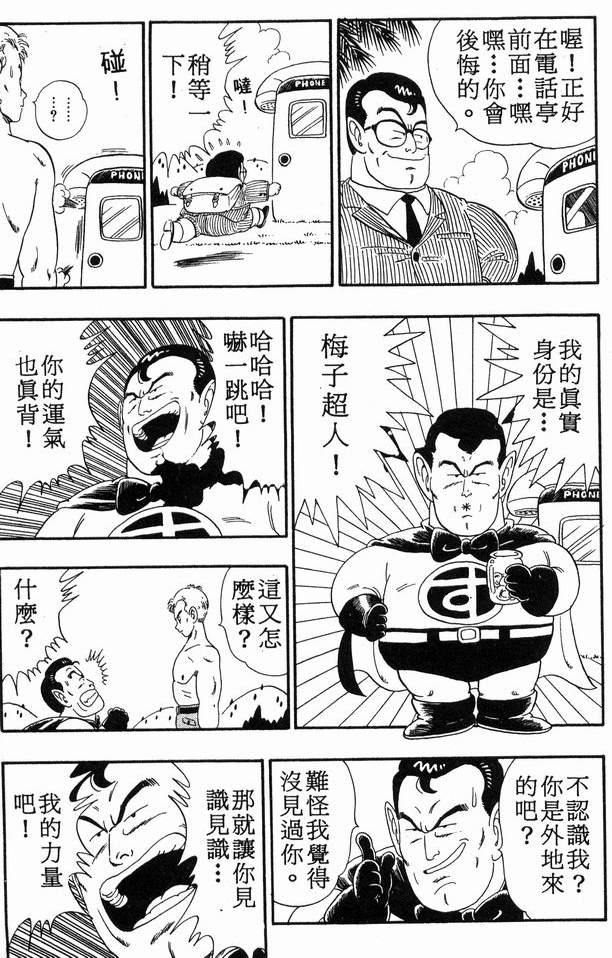 喔！正好
在電話亭
前面…嘿
嘿…你會
後悔的。
PHONE
稍等一
下！
噠！
PHONE
碰！
……
…？
PHONE
我的真實
身份是…
梅子超人！
PHONE
す
哈哈哈！
嚇一跳吧！
你的運氣
也真背！
す
這又怎
麼樣？
什麼？
不認識我？
你是外地來
的吧？
難怪我覺得
沒見過你。
那就讓你見
識見識…
我的力量
吧！